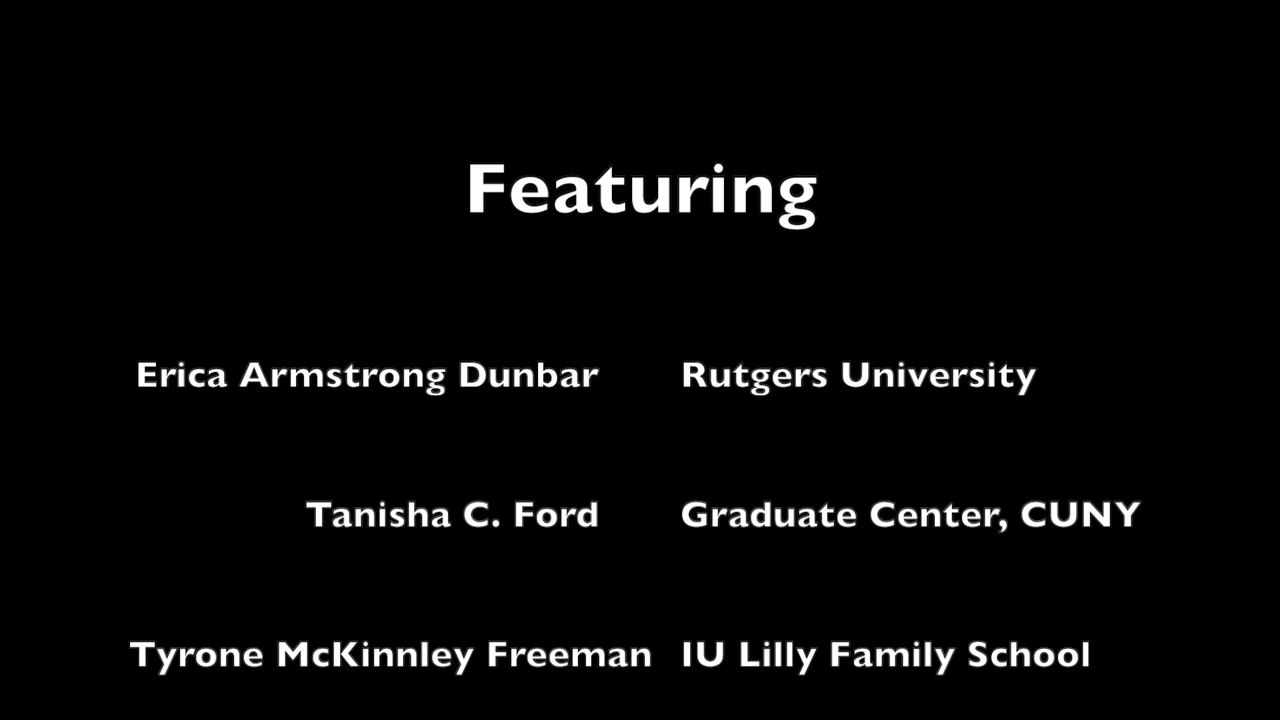 Featuring
Erica Armstrong Dunbar Rutgers University
Tanisha C. Ford Graduate Center, CUNY
Tyrone McKinnley Freeman IU Lilly Family School